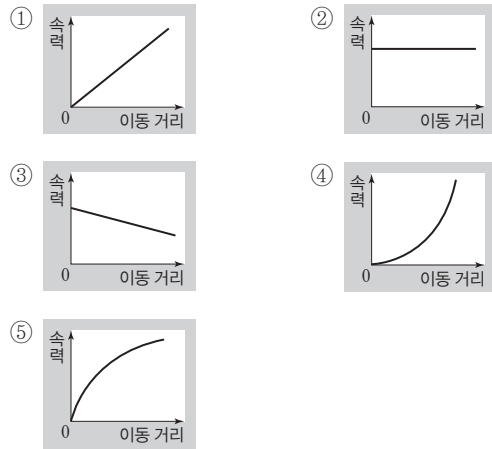 ① 속력
0 이동 거리
② 속력
0 이동 거리
③ 속력
0 이동 거리
④ 속력
0 이동 거리
⑤ 속력
0 이동 거리